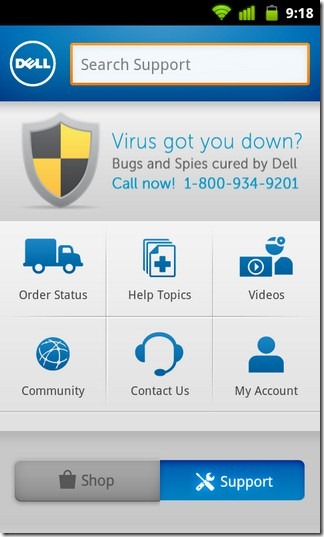 9:18
DELL
Search Support
Virus got you down?
Bugs and Spies cured by Dell
Call now! 1-800-934-9201
Order Status
Help Topics
Videos
Community
Contact Us
My Account
Shop
Support